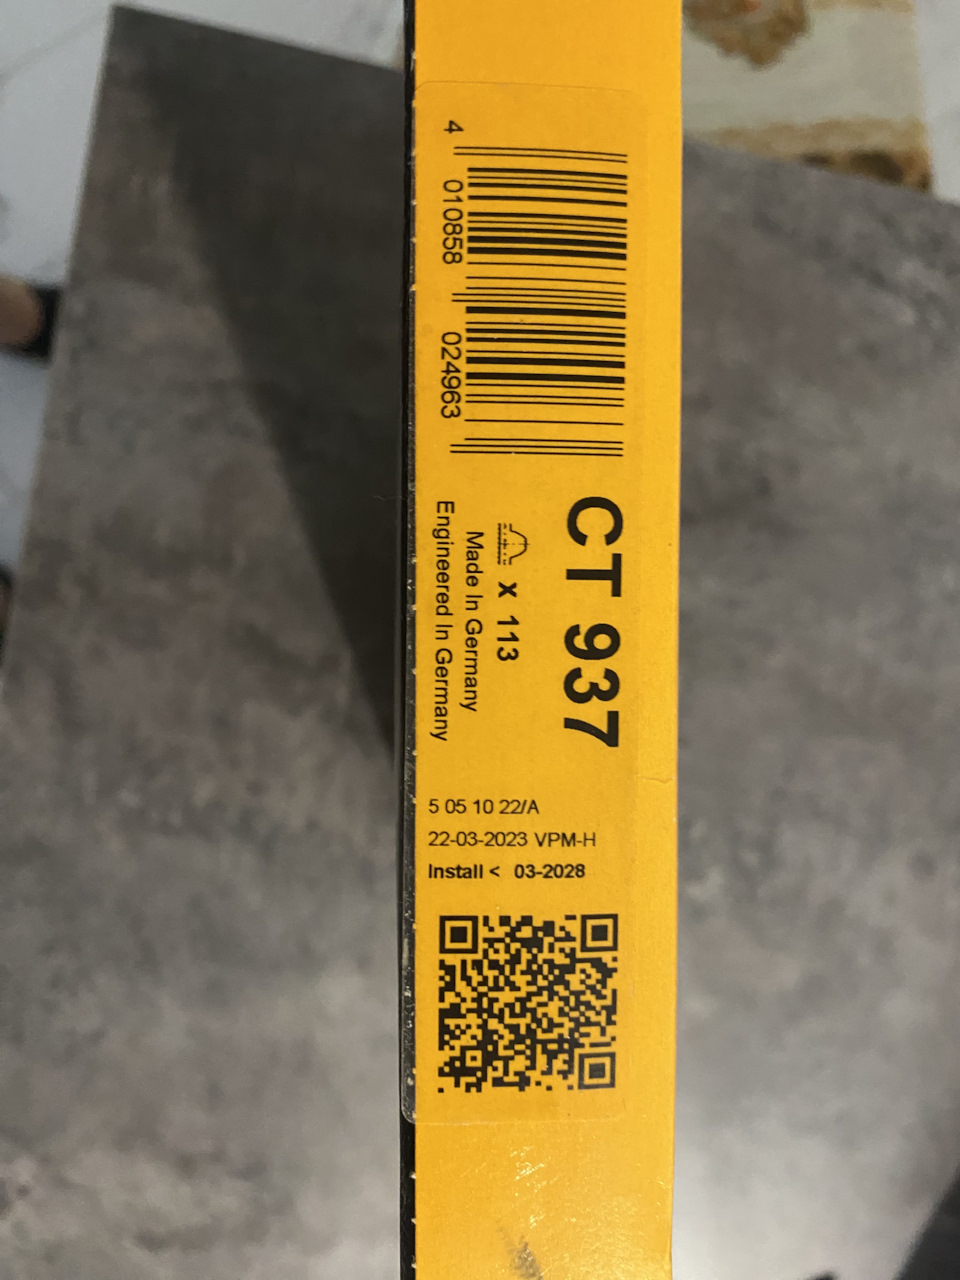 4 010858 024963
CT 937
x 113
Made In Germany
Engineered In Germany
5 05 10 22/A
22-03-2023 VPM-H
Install < 03-2028